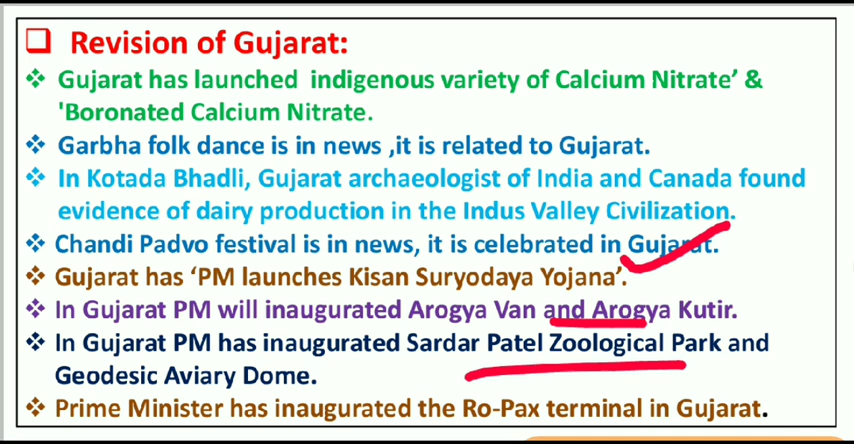 Revision of Gujarat:
Gujarat has launched indigenous variety of Calcium Nitrate’ &
'Boronated Calcium Nitrate.
Garbha folk dance is in news ,it is related to Gujarat.
In Kotada Bhadli, Gujarat archaeologist of India and Canada found
evidence of dairy production in the Indus Valley Civilization.
Chandi Padvo festival is in news, it is celebrated in Gujarat.
Gujarat has ‘PM launches Kisan Suryodaya Yojana’.
In Gujarat PM will inaugurated Arogya Van and Arogya Kutir.
In Gujarat PM has inaugurated Sardar Patel Zoological Park and
Geodesic Aviary Dome.
Prime Minister has inaugurated the Ro-Pax terminal in Gujarat.